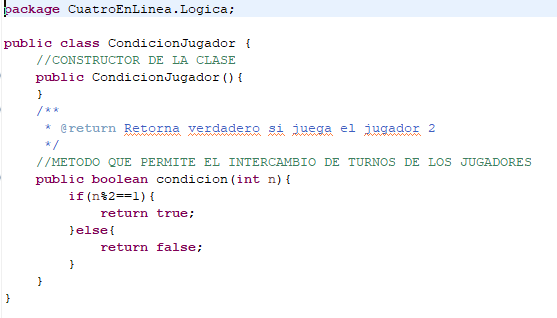 package CuatroEnLinea.Logica;
public class CondicionJugador {
//CONSTRUCTOR DE LA CLASE
public CondicionJugador(){
}
/**
* @return Retorna verdadero si juega el jugador 2
*/
//METODO QUE PERMITE EL INTERCAMBIO DE TURNOS DE LOS JUGADORES
public boolean condicion(int n){
if(n%2==1){
return true;
}else{
return false;
}
}
}